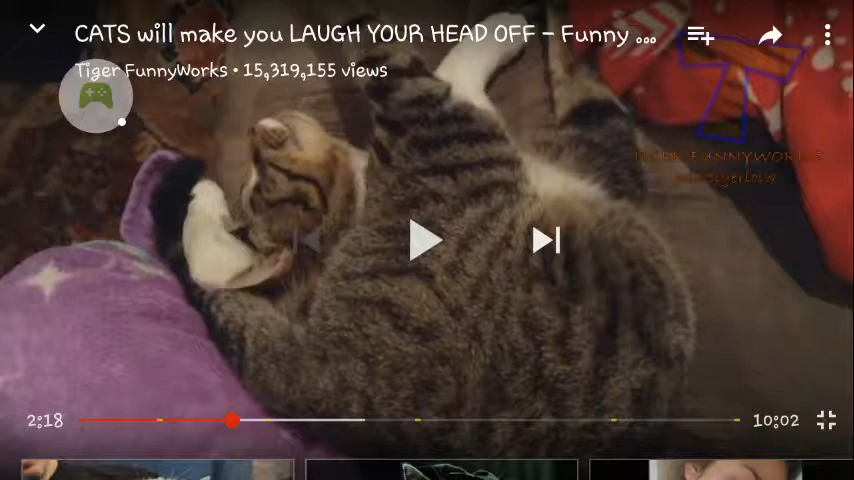 CATS will make you LAUGH YOUR HEAD OFF - Funny ...
Tiger FunnyWorks • 15,319,155 views
TIGER FUNNYWORKS
2:18
10:02